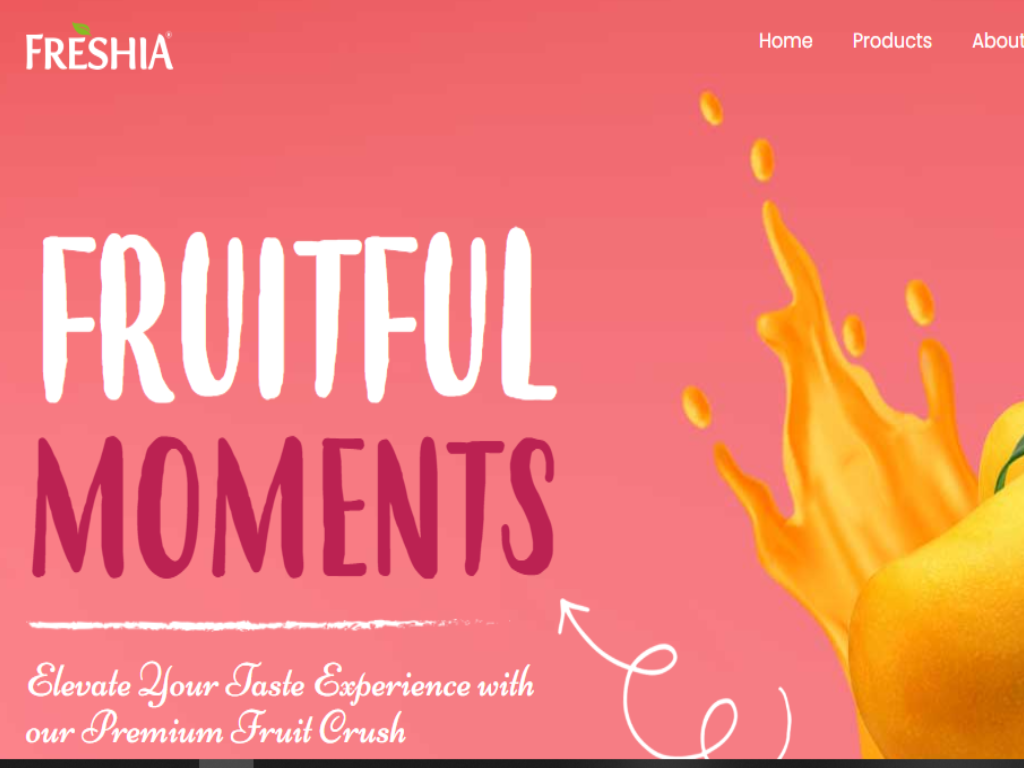 FRESHIA®
Home Products About
FRUITFUL
MOMENTS
Elevate Your Taste Experience with
our Premium Fruit Crush